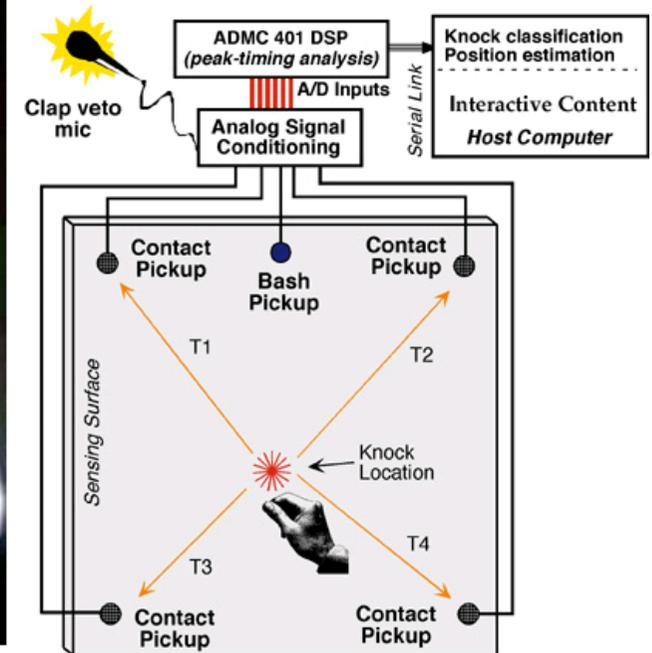 ADMC 401 DSP
(peak-timing analysis)
Knock classification
Position estimation
Interactive Content
Host Computer
Serial Link
A/D Inputs
Clap veto
mic
Analog Signal
Conditioning
Contact
Pickup
Bash
Pickup
Contact
Pickup
T1
T2
Sensing Surface
Knock
Location
T3
T4
Contact
Pickup
Contact
Pickup